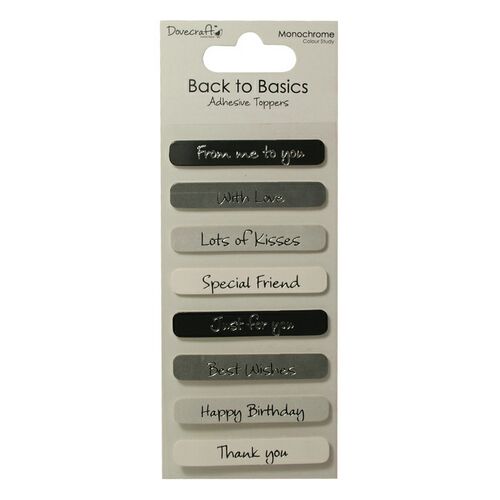 Dovecraft
Monochrome
Colour Study
Back to Basics
Adhesive Toppers
From me to you
With Love
Lots of Kisses
Special Friend
Just for you
Best Wishes
Happy Birthday
Thank you